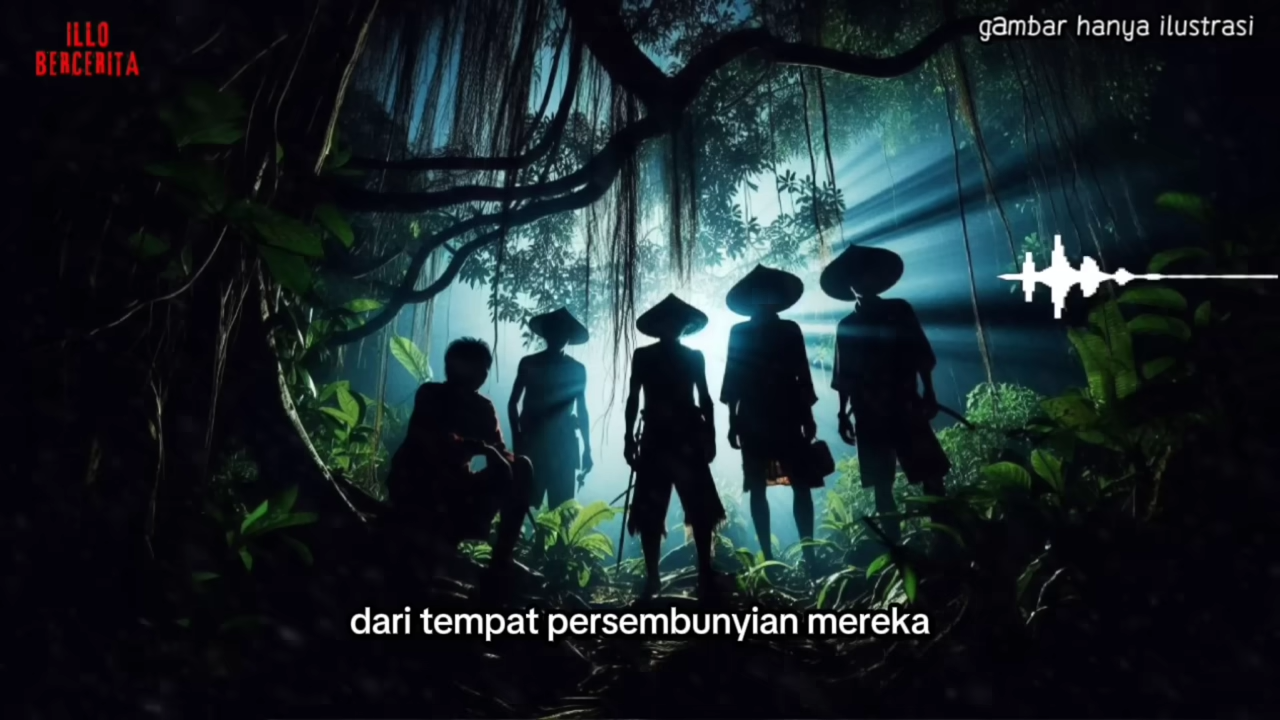 ILLO
BERCERITA
gambar hanya ilustrasi
dari tempat persembunyian mereka